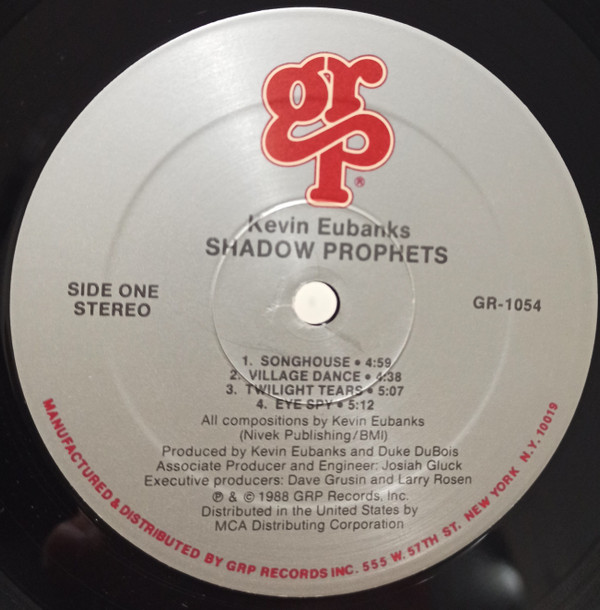 grp
®
Kevin Eubanks
SHADOW PROPHETS
SIDE ONE
STEREO
GR-1054
1. SONGHOUSE • 4:59
2. VILLAGE DANCE • 4:38
3. TWILIGHT TEARS • 5:07
4. EYE SPY • 5:12
All compositions by Kevin Eubanks
(Nivek Publishing/BMI)
Produced by Kevin Eubanks and Duke DuBois
Associate Producer and Engineer: Josiah Gluck
Executive producers: Dave Grusin and Larry Rosen
℗ & © 1988 GRP Records, Inc.
Distributed in the United States by
MCA Distributing Corporation
MANUFACTURED & DISTRIBUTED BY GRP RECORDS INC. 555 W. 57TH ST. NEW YORK N.Y. 10019